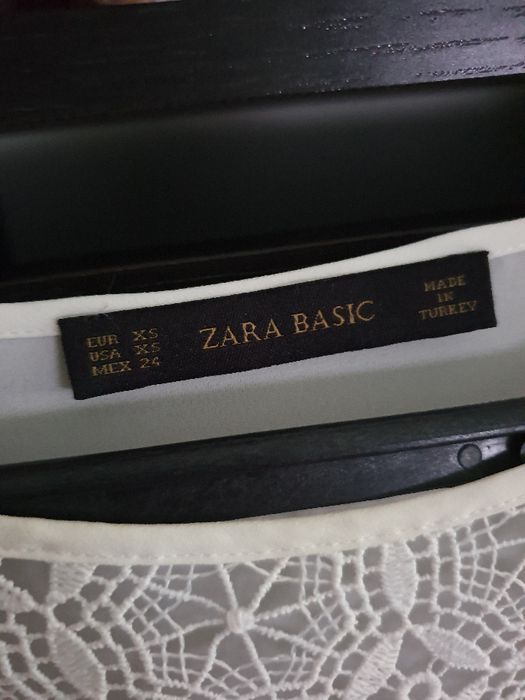 EUR XS
USA XS
MEX 24
ZARA BASIC
MADE
IN
TURKEY